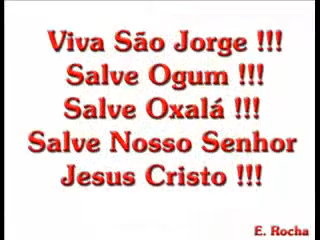 Viva São Jorge !!!
Salve Ogum !!!
Salve Oxalá !!!
Salve Nosso Senhor
Jesus Cristo !!!
E. Rocha